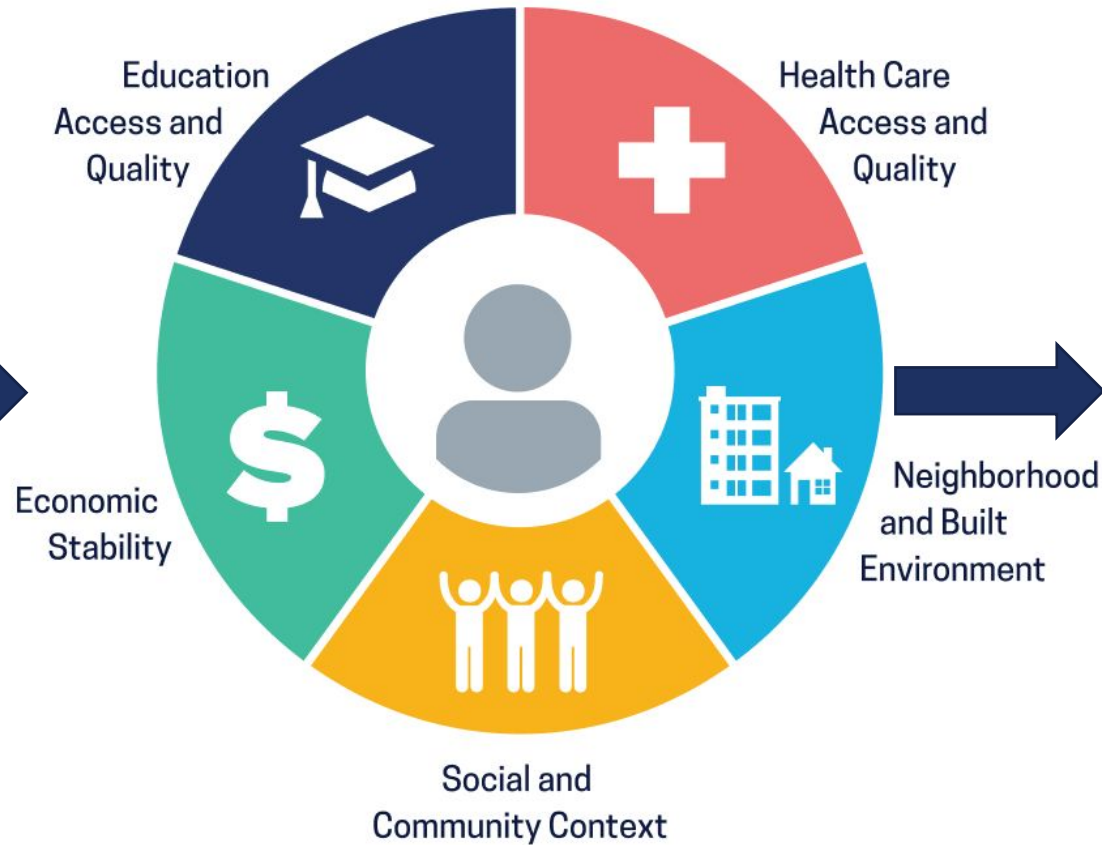 Education
Access and
Quality
Health Care
Access and
Quality
Economic
Stability
Neighborhood
and Built
Environment
Social and
Community Context